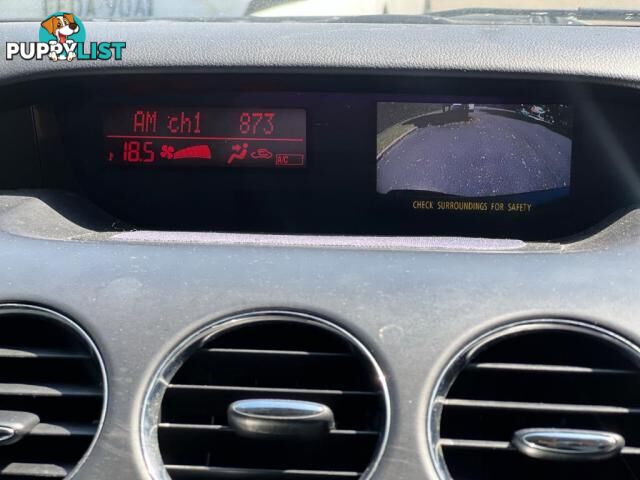 PUPPYLIST
AM ch1 873
18.5
A/C
CHECK SURROUNDINGS FOR SAFETY